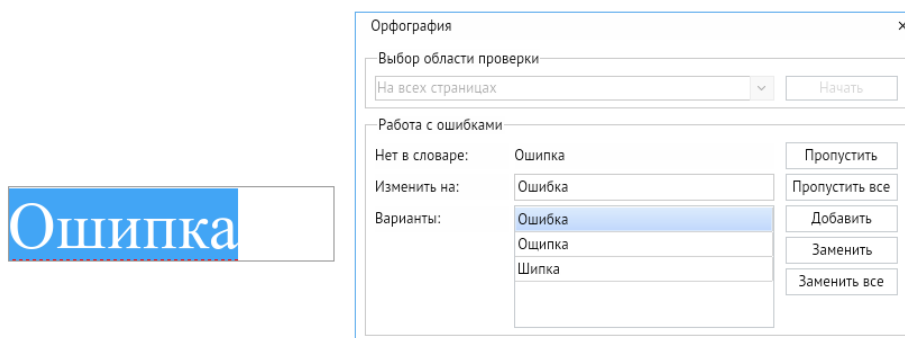 Ошипка
Орфография ×
Выбор области проверки
На всех страницах Начать
Работа с ошибками
Нет в словаре: Ошипка Пропустить
Изменить на: Ошибка Пропустить все
Варианты: Ошибка Добавить
Ощипка Заменить
Шипка
Заменить все